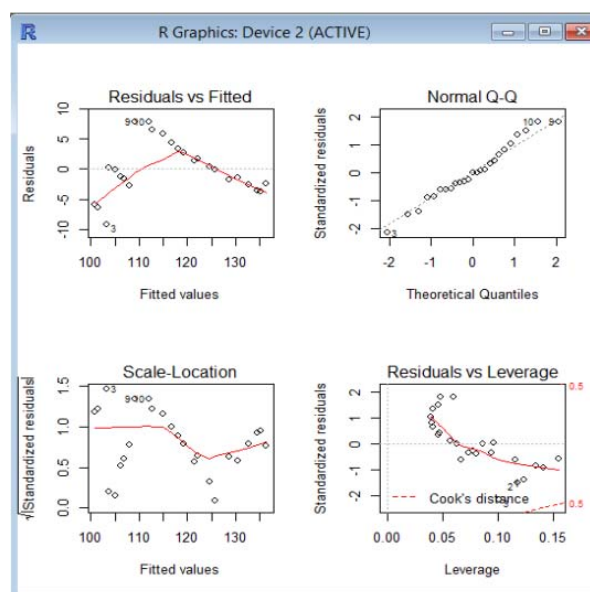 R Graphics: Device 2 (ACTIVE)
Residuals vs Fitted
Residuals
10
5
0
-5
-10
9
10
3
100 110 120 130
Fitted values
Normal Q-Q
Standardized residuals
2
1
0
-1
-2
10
9
3
-2 -1 0 1 2
Theoretical Quantiles
Scale-Location
√|Standardized residuals|
1.5
1.0
0.5
0.0
3
9
10
100 110 120 130
Fitted values
Residuals vs Leverage
Standardized residuals
2
1
0
-1
-2
0.5
0.5
2
1
3
Cook's distance
0.00 0.05 0.10 0.15
Leverage